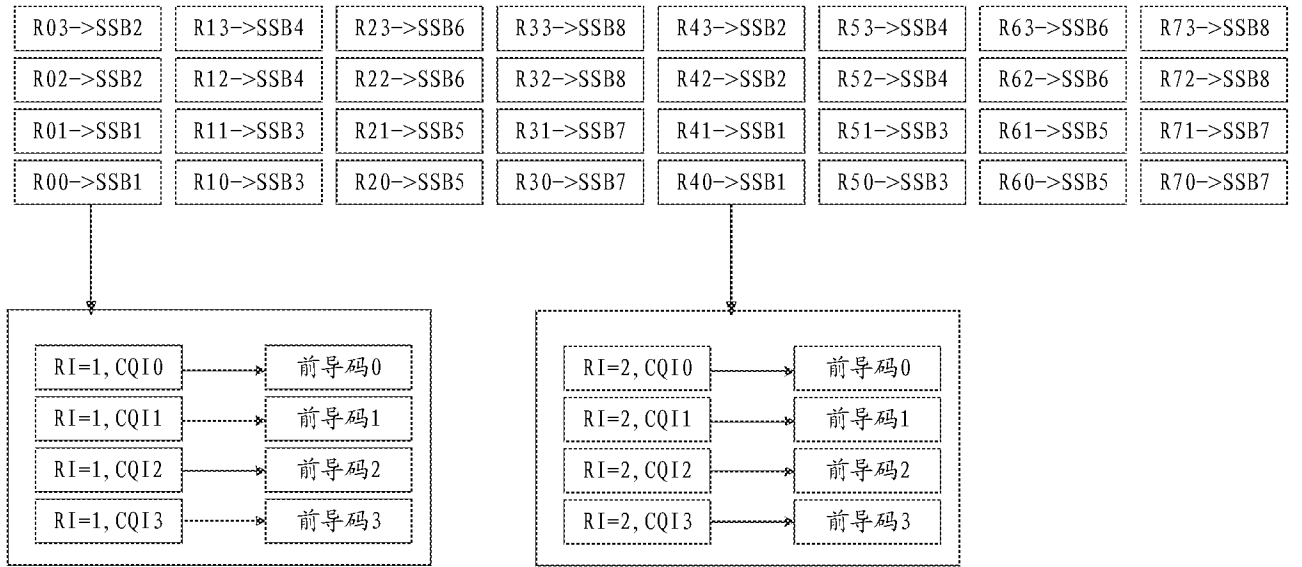 R03->SSB2 R13->SSB4 R23->SSB6 R33->SSB8 R43->SSB2 R53->SSB4 R63->SSB6 R73->SSB8
R02->SSB2 R12->SSB4 R22->SSB6 R32->SSB8 R42->SSB2 R52->SSB4 R62->SSB6 R72->SSB8
R01->SSB1 R11->SSB3 R21->SSB5 R31->SSB7 R41->SSB1 R51->SSB3 R61->SSB5 R71->SSB7
R00->SSB1 R10->SSB3 R20->SSB5 R30->SSB7 R40->SSB1 R50->SSB3 R60->SSB5 R70->SSB7
RI=1,CQI0 前导码0
RI=1,CQI1 前导码1
RI=1,CQI2 前导码2
RI=1,CQI3 前导码3
RI=2,CQI0 前导码0
RI=2,CQI1 前导码1
RI=2,CQI2 前导码2
RI=2,CQI3 前导码3